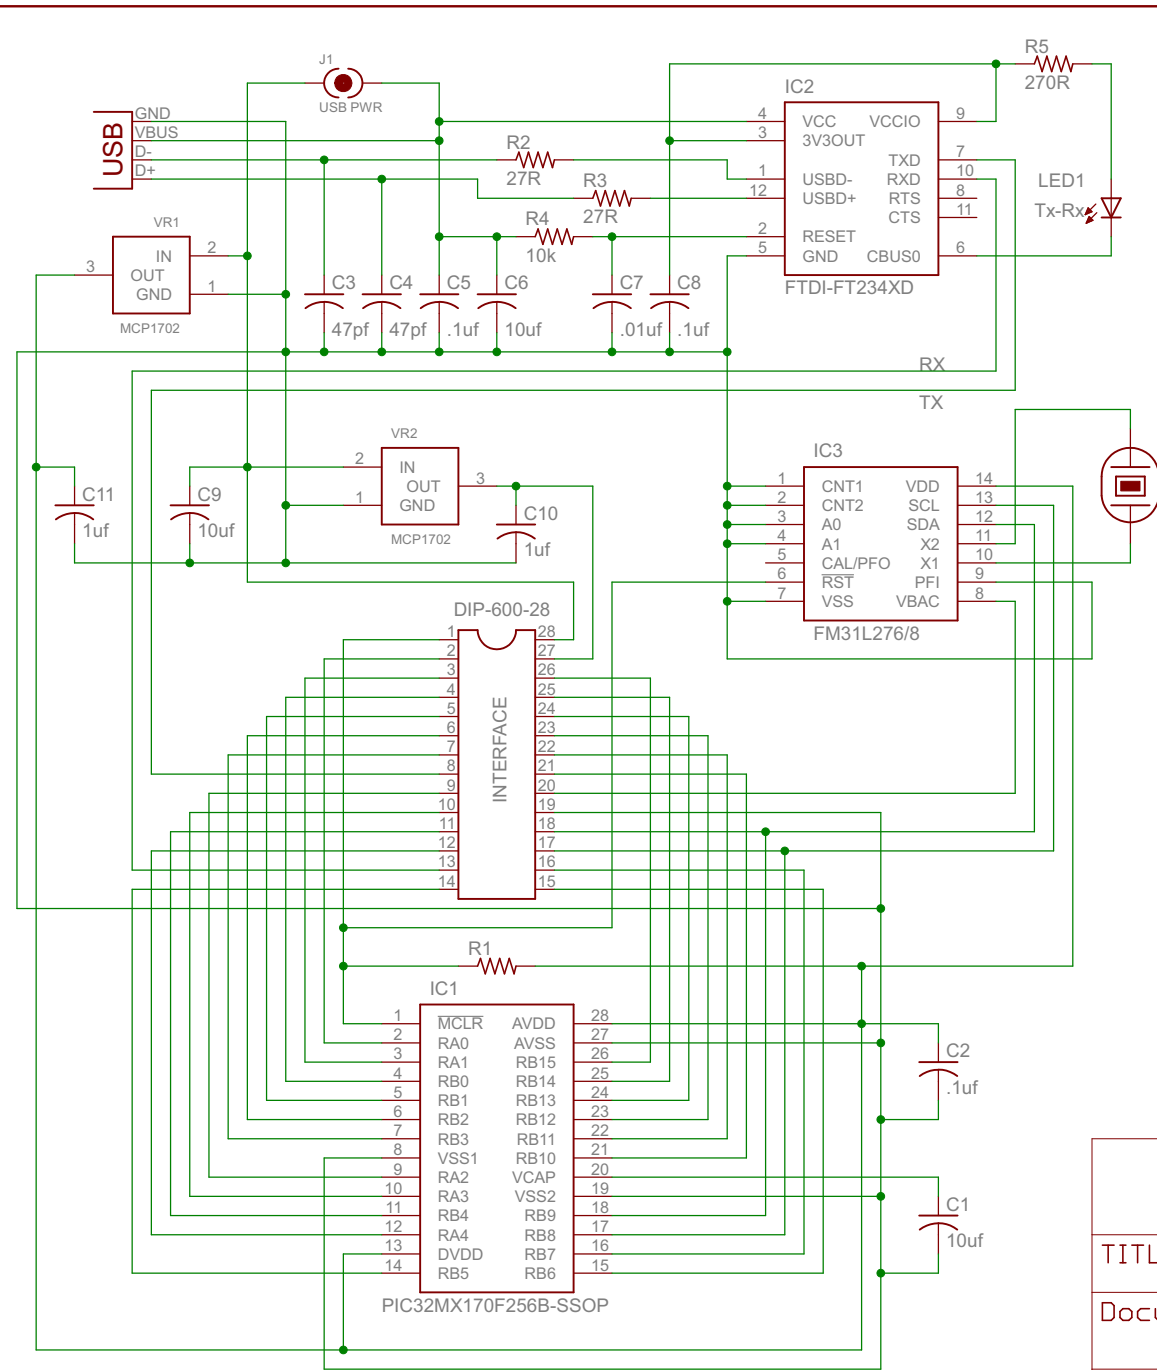 J1
USB PWR
R5
270R
IC2
USB
GND
VBUS
D-
D+
R2
27R
R3
27R
R4
10k
4 VCC VCCIO 9
3 3V3OUT
TXD 7
1 USBD- RXD 10
12 USBD+ RTS 8
CTS 11
2 RESET
5 GND CBUS0 6
FTDI-FT234XD
LED1
Tx-Rx
VR1
IN 2
3 OUT
GND 1
MCP1702
C3
47pf
C4
47pf
C5
.1uf
C6
10uf
C7
.01uf
C8
.1uf
RX
TX
VR2
2 IN
OUT 3
1 GND
MCP1702
C11
1uf
C9
10uf
C10
1uf
IC3
1 CNT1 VDD 14
2 CNT2 SCL 13
3 A0 SDA 12
4 A1 X2 11
5 CAL/PFO X1 10
6 RST PFI 9
7 VSS VBAC 8
FM31L276/8
DIP-600-28
INTERFACE
1 28
2 27
3 26
4 25
5 24
6 23
7 22
8 21
9 20
10 19
11 18
12 17
13 16
14 15
R1
IC1
1 MCLR AVDD 28
2 RA0 AVSS 27
3 RA1 RB15 26
4 RB0 RB14 25
5 RB1 RB13 24
6 RB2 RB12 23
7 RB3 RB11 22
8 VSS1 RB10 21
9 RA2 VCAP 20
10 RA3 VSS2 19
11 RB4 RB9 18
12 RA4 RB8 17
13 DVDD RB7 16
14 RB5 RB6 15
PIC32MX170F256B-SSOP
C2
.1uf
C1
10uf